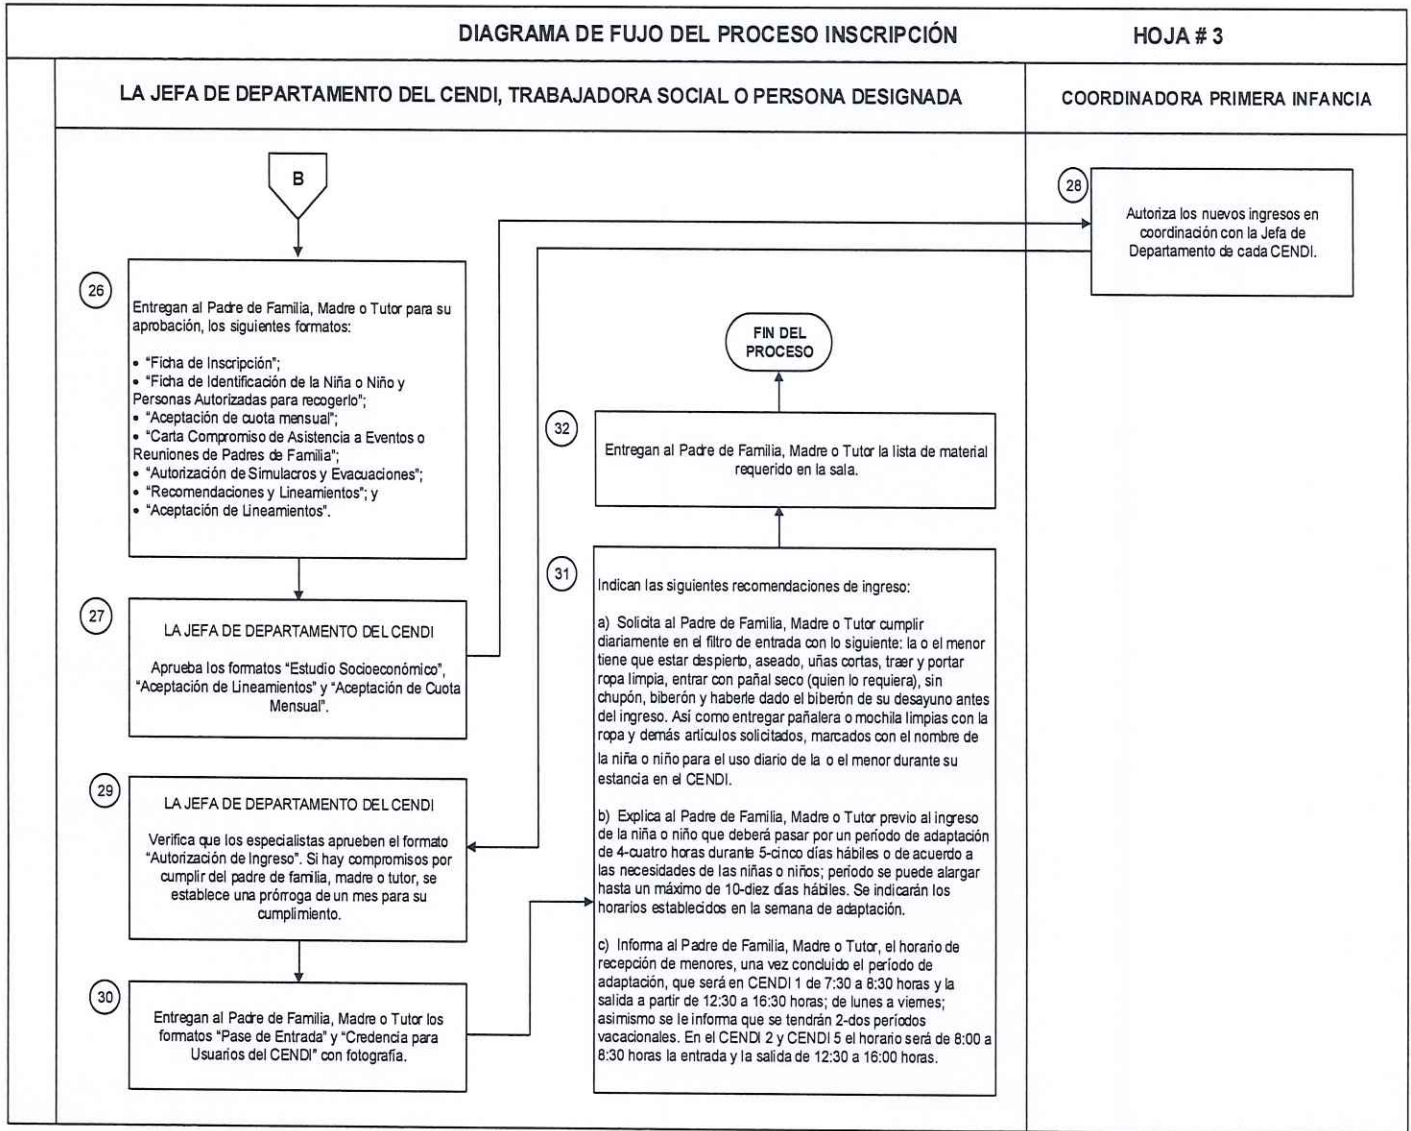 DIAGRAMA DE FUJO DEL PROCESO INSCRIPCIÓN
HOJA # 3
LA JEFA DE DEPARTAMENTO DEL CENDI, TRABAJADORA SOCIAL O PERSONA DESIGNADA
COORDINADORA PRIMERA INFANCIA
B
26
Entregan al Padre de Familia, Madre o Tutor para su
aprobación, los siguientes formatos:
• "Ficha de Inscripción";
• "Ficha de Identificación de la Niña o Niño y
Personas Autorizadas para recogerlo";
• "Aceptación de cuota mensual";
• "Carta Compromiso de Asistencia a Eventos o
Reuniones de Padres de Familia";
• "Autorización de Simulacros y Evacuaciones";
• "Recomendaciones y Lineamientos"; y
• "Aceptación de Lineamientos".
27
LA JEFA DE DEPARTAMENTO DEL CENDI
Aprueba los formatos "Estudio Socioeconómico",
"Aceptación de Lineamientos" y "Aceptación de Cuota
Mensual".
28
Autoriza los nuevos ingresos en
coordinación con la Jefa de
Departamento de cada CENDI.
29
LA JEFA DE DEPARTAMENTO DEL CENDI
Verifica que los especialistas aprueben el formato
"Autorización de Ingreso". Si hay compromisos por
cumplir del padre de familia, madre o tutor, se
establece una prórroga de un mes para su
cumplimiento.
30
Entregan al Padre de Familia, Madre o Tutor los
formatos "Pase de Entrada" y "Credencia para
Usuarios del CENDI" con fotografía.
31
Indican las siguientes recomendaciones de ingreso:
a) Solicita al Padre de Familia, Madre o Tutor cumplir
diariamente en el filtro de entrada con lo siguiente: la o el menor
tiene que estar despierto, aseado, uñas cortas, traer y portar
ropa limpia, entrar con pañal seco (quien lo requiera), sin
chupón, biberón y haberle dado el biberón de su desayuno antes
del ingreso. Así como entregar pañalera o mochila limpias con la
ropa y demás artículos solicitados, marcados con el nombre de
la niña o niño para el uso diario de la o el menor durante su
estancia en el CENDI.
b) Explica al Padre de Familia, Madre o Tutor previo al ingreso
de la niña o niño que deberá pasar por un período de adaptación
de 4-cuatro horas durante 5-cinco días hábiles o de acuerdo a
las necesidades de las niñas o niños; período se puede alargar
hasta un máximo de 10-diez días hábiles. Se indicarán los
horarios establecidos en la semana de adaptación.
c) Informa al Padre de Familia, Madre o Tutor, el horario de
recepción de menores, una vez concluido el período de
adaptación, que será en CENDI 1 de 7:30 a 8:30 horas y la
salida a partir de 12:30 a 16:30 horas; de lunes a viernes;
asimismo se le informa que se tendrán 2-dos períodos
vacacionales. En el CENDI 2 y CENDI 5 el horario será de 8:00 a
8:30 horas la entrada y la salida de 12:30 a 16:00 horas.
32
Entregan al Padre de Familia, Madre o Tutor la lista de material
requerido en la sala.
FIN DEL
PROCESO